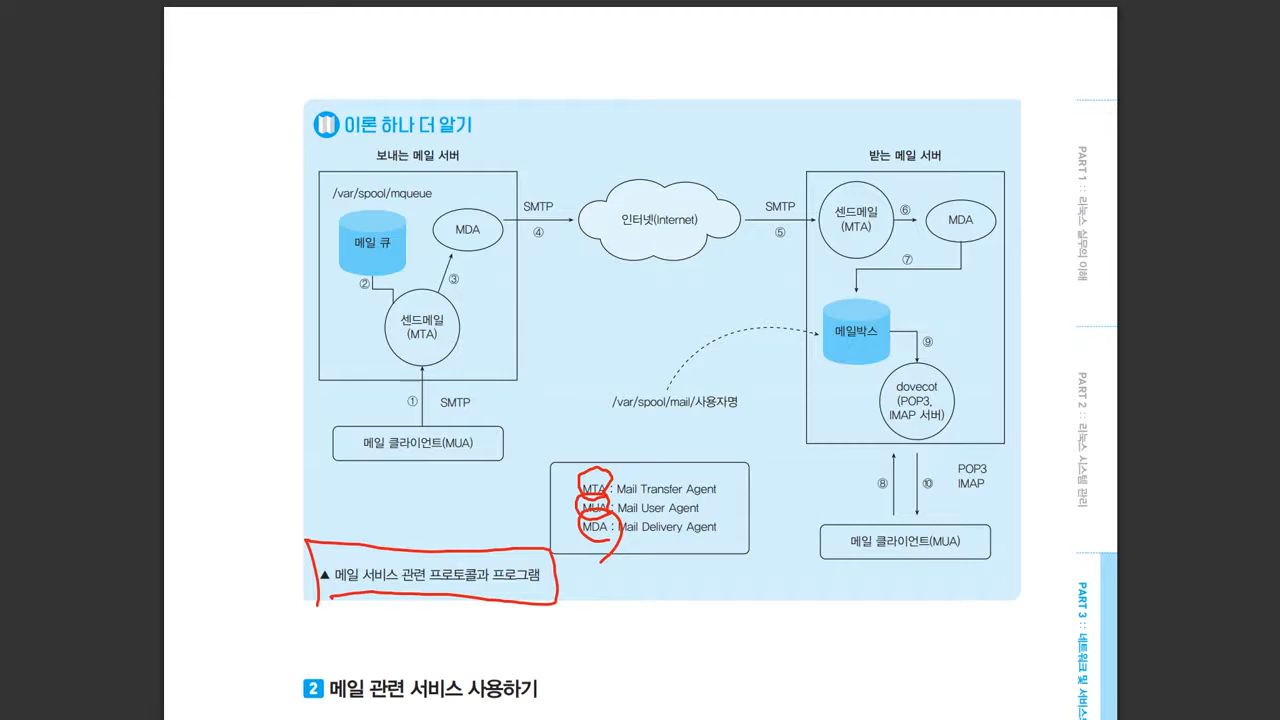 이론 하나 더 알기
보내는 메일 서버
받는 메일 서버
/var/spool/mqueue
메일 큐
MDA
②
③
센드메일
(MTA)
①
SMTP
메일 클라이언트(MUA)
SMTP
④
인터넷(Internet)
SMTP
⑤
센드메일
(MTA)
⑥
MDA
⑦
메일박스
⑨
/var/spool/mail/사용자명
dovecot
(POP3,
IMAP 서버)
⑧
⑩
POP3
IMAP
메일 클라이언트(MUA)
MTA : Mail Transfer Agent
MUA : Mail User Agent
MDA : Mail Delivery Agent
▲ 메일 서비스 관련 프로토콜과 프로그램
2 메일 관련 서비스 사용하기
PART 1 :: 리눅스 실무의 이해
PART 2 :: 리눅스 시스템 관리
PART 3 :: 네트워크 및 서비스